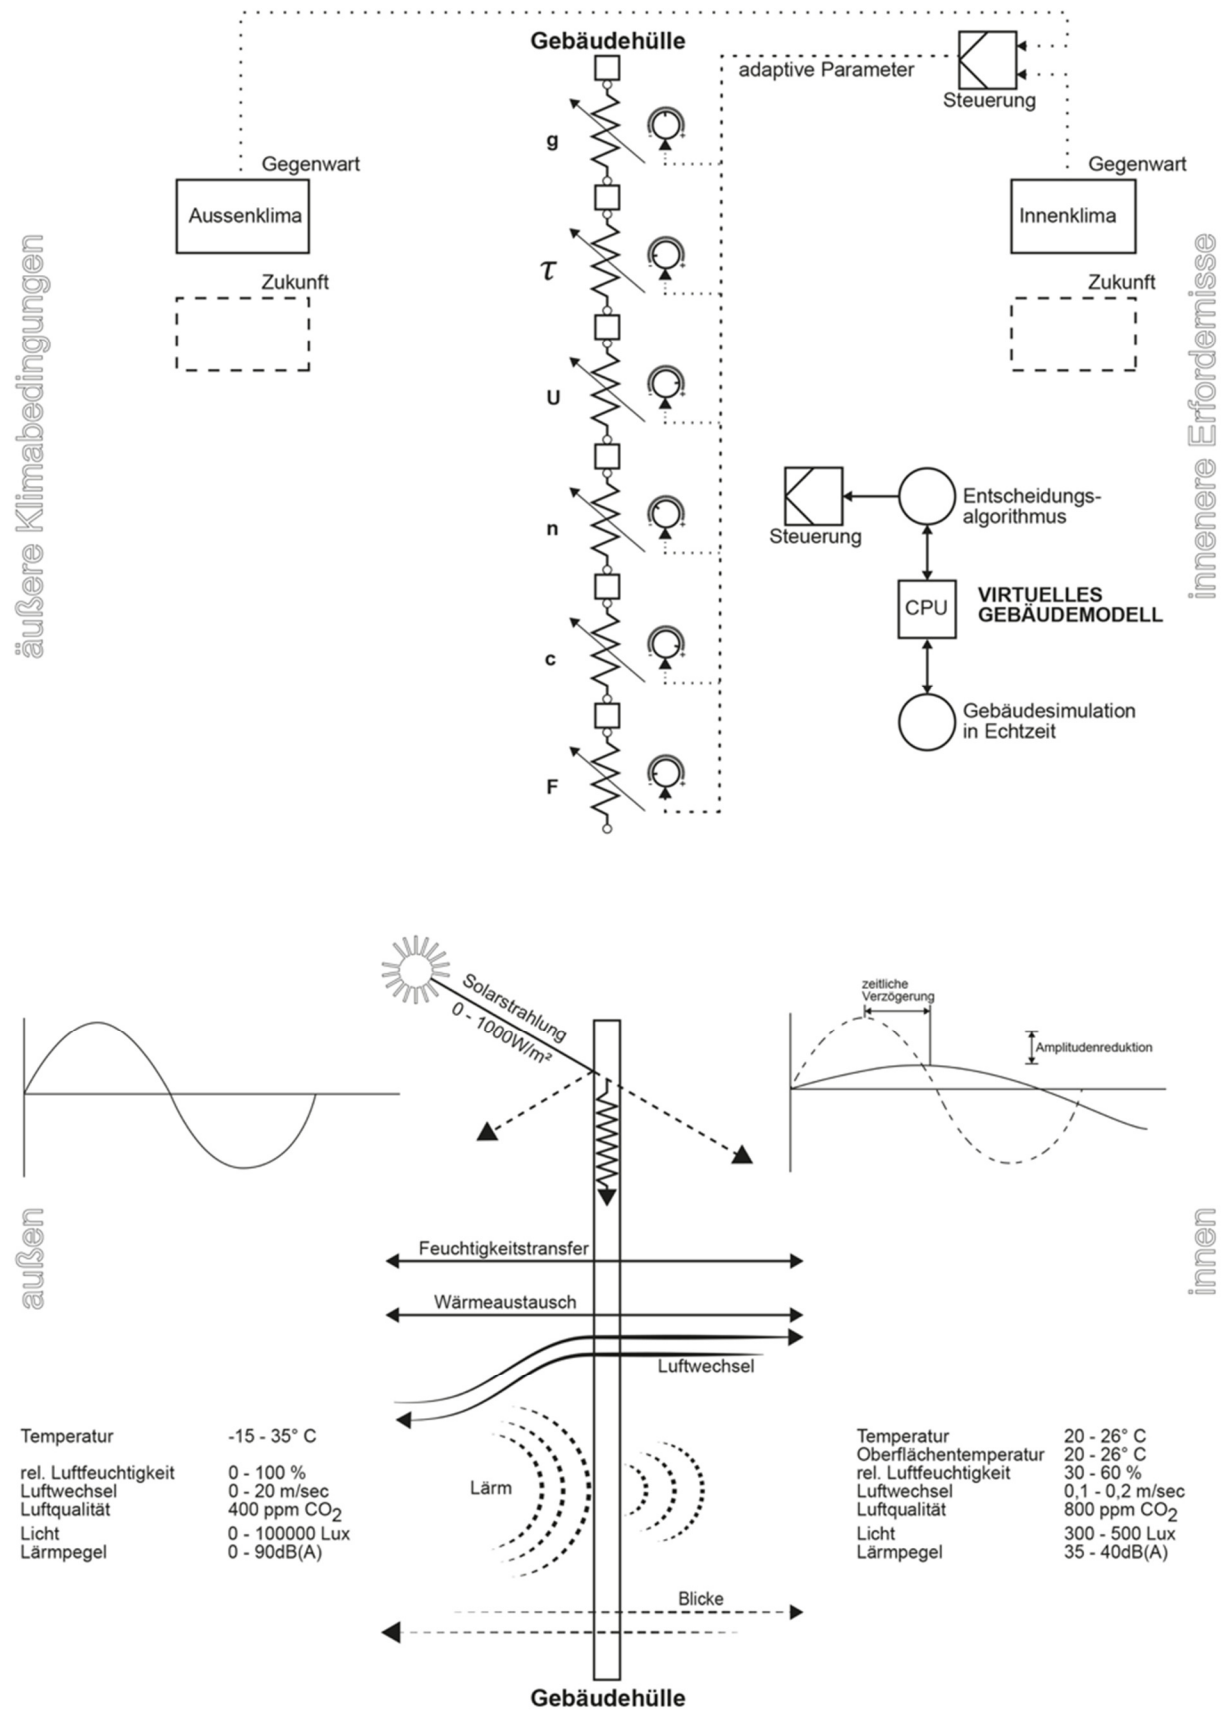 Gebäudehülle
adaptive Parameter
Steuerung
g
Gegenwart
Gegenwart
Aussenklima
Innenklima
τ
Zukunft
Zukunft
äußere Klimabedingungen
innere Erfordernisse
U
n
Entscheidungs-
algorithmus
Steuerung
CPU
VIRTUELLES
GEBÄUDEMODELL
c
Gebäudesimulation
in Echtzeit
F
- +
- +
- +
- +
- +
- +
Solarstrahlung
0 - 1000W/m²
zeitliche
Verzögerung
Amplitudenreduktion
außen
innen
Feuchtigkeitstransfer
Wärmeaustausch
Luftwechsel
Temperatur -15 - 35° C
rel. Luftfeuchtigkeit 0 - 100 %
Luftwechsel 0 - 20 m/sec
Luftqualität 400 ppm CO2
Licht 0 - 100000 Lux
Lärmpegel 0 - 90dB(A)
Lärm
Temperatur 20 - 26° C
Oberflächentemperatur 20 - 26° C
rel. Luftfeuchtigkeit 30 - 60 %
Luftwechsel 0,1 - 0,2 m/sec
Luftqualität 800 ppm CO2
Licht 300 - 500 Lux
Lärmpegel 35 - 40dB(A)
Blicke
Gebäudehülle